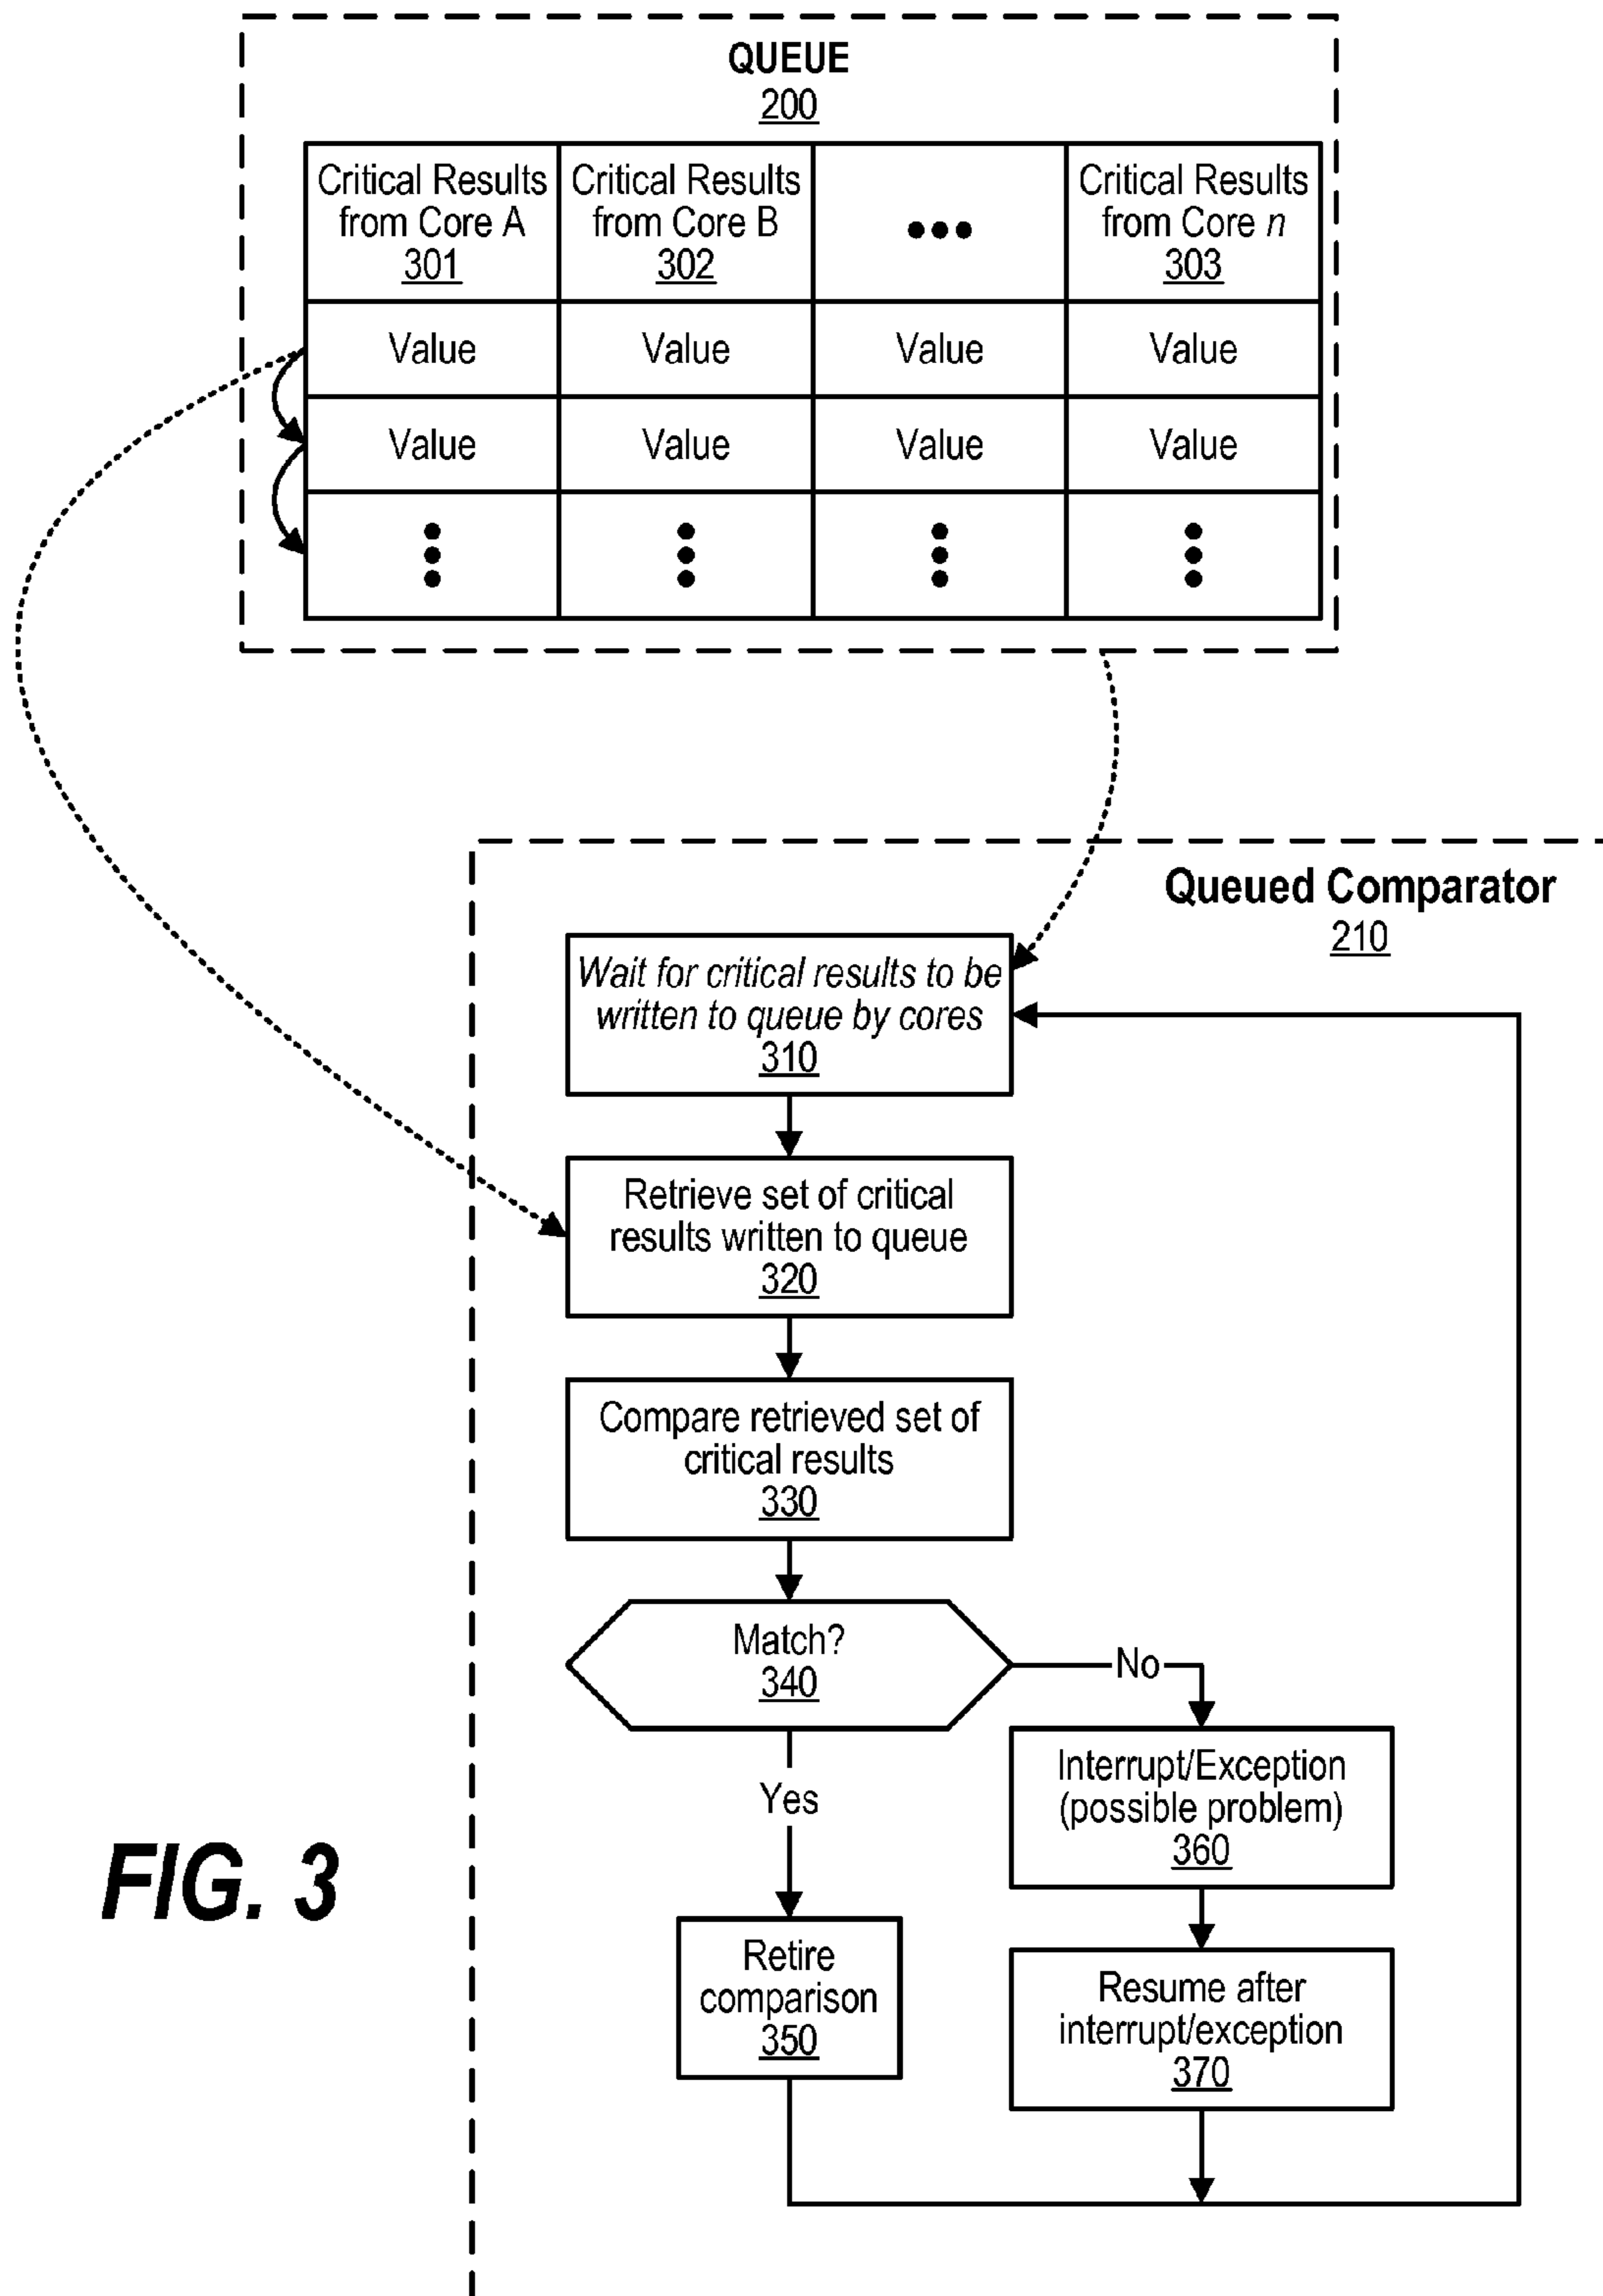 QUEUE
200
Critical Results
from Core A
301
Critical Results
from Core B
302
•••
Critical Results
from Core n
303
Value
Value
Value
Value
Value
Value
Value
Value
Queued Comparator
210
Wait for critical results to be
written to queue by cores
310
Retrieve set of critical
results written to queue
320
Compare retrieved set of
critical results
330
Match?
340
No
Yes
Interrupt/Exception
(possible problem)
360
Retire
comparison
350
Resume after
interrupt/exception
370
FIG. 3